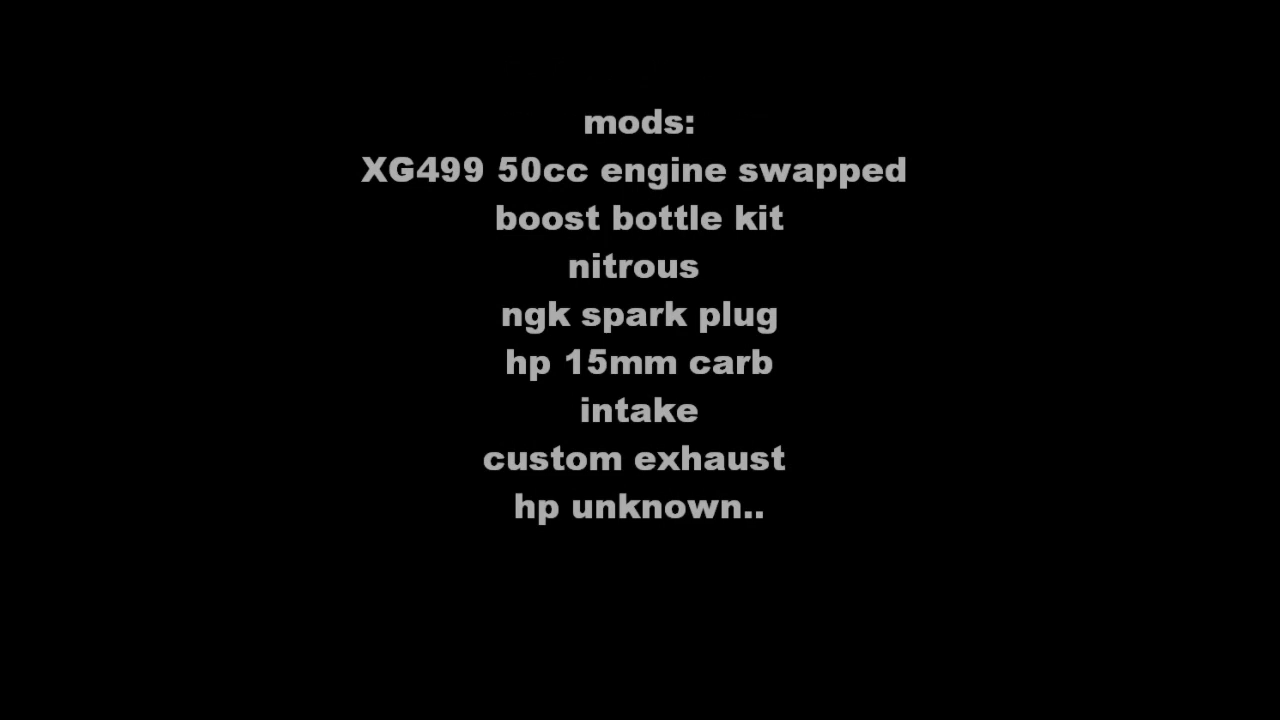 mods:
XG499 50cc engine swapped
boost bottle kit
nitrous
ngk spark plug
hp 15mm carb
intake
custom exhaust
hp unknown..